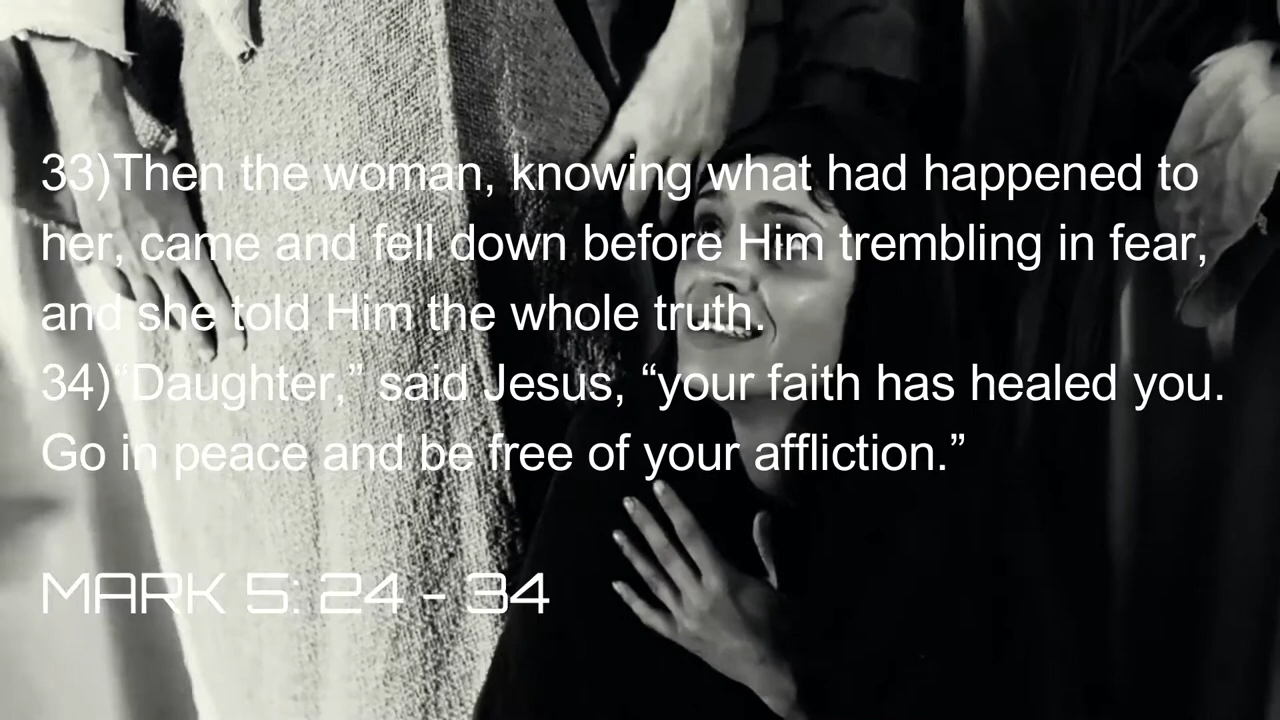 33)Then the woman, knowing what had happened to
her, came and fell down before Him trembling in fear,
and she told Him the whole truth.
34)“Daughter,” said Jesus, “your faith has healed you.
Go in peace and be free of your affliction.”
MARK 5: 24 - 34